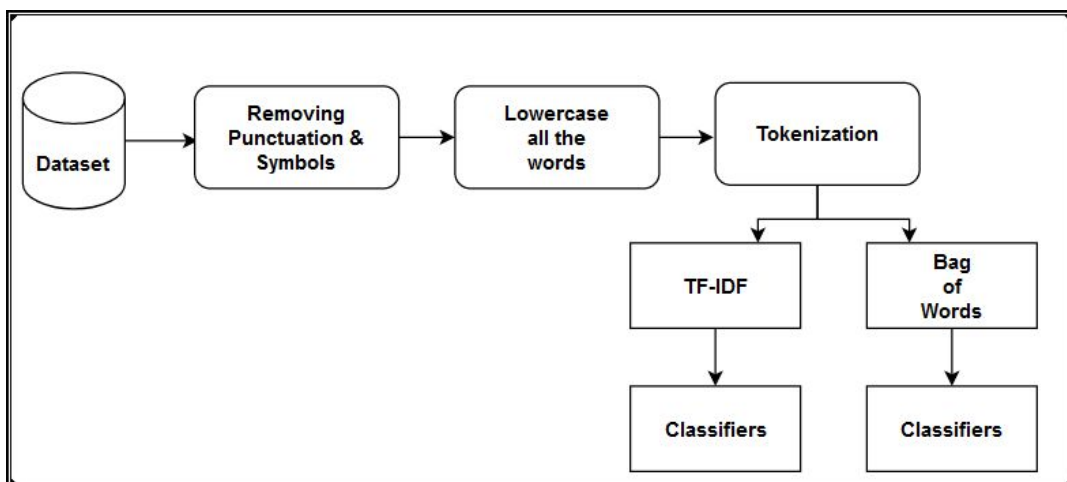 Dataset
Removing
Punctuation &
Symbols
Lowercase
all the
words
Tokenization
TF-IDF
Bag
of
Words
Classifiers
Classifiers